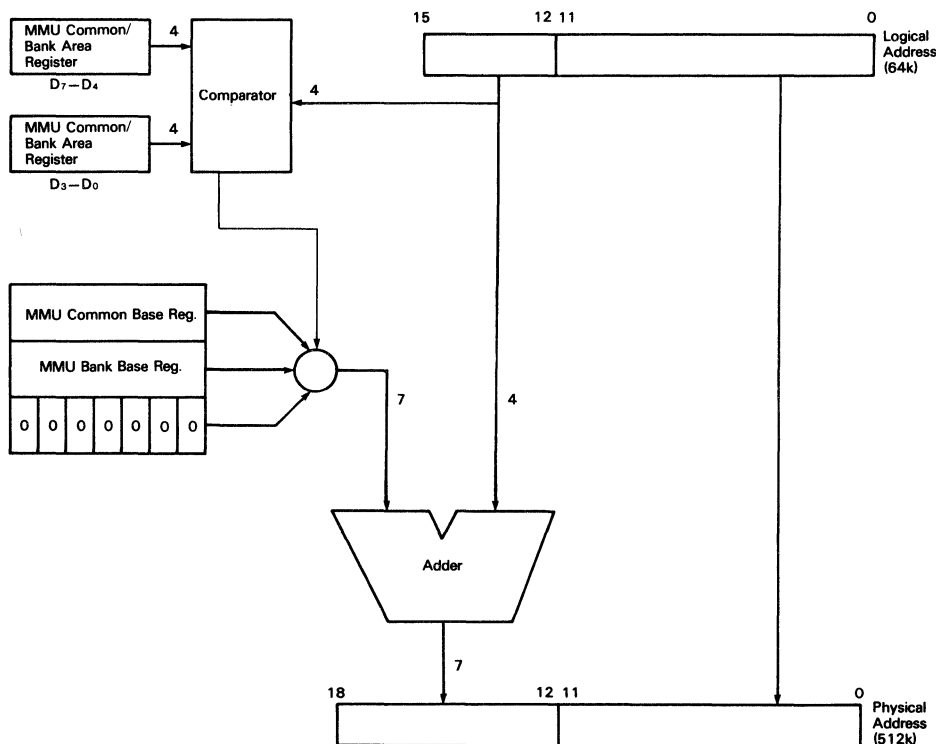 MMU Common/
Bank Area
Register
D7—D4
4
MMU Common/
Bank Area
Register
D3—D0
4
Comparator
4
15
12 11
0
Logical
Address
(64k)
MMU Common Base Reg.
MMU Bank Base Reg.
0 0 0 0 0 0 0
7
4
Adder
7
18
12 11
0
Physical
Address
(512k)